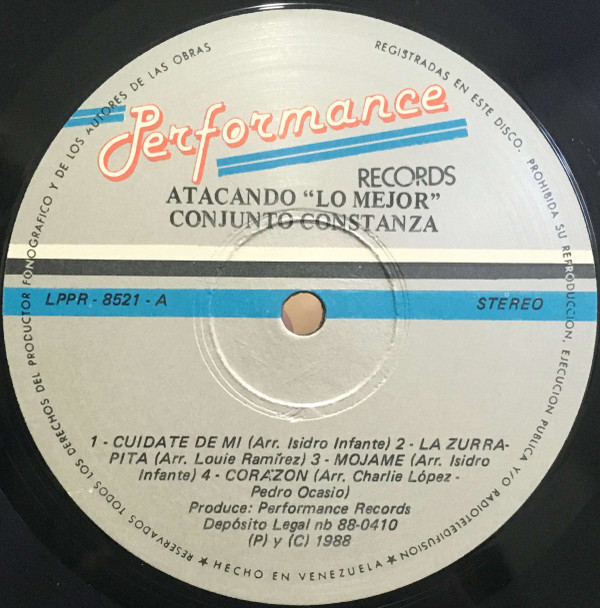 Performance
RECORDS
ATACANDO "LO MEJOR"
CONJUNTO CONSTANZA
LPPR - 8521 - A
STEREO
1 - CUIDATE DE MI (Arr. Isidro Infante) 2 - LA ZURRA-
PITA (Arr. Louie Ramírez) 3 - MOJAME (Arr. Isidro
Infante) 4 - CORAZON (Arr. Charlie López -
Pedro Ocasio)
Produce: Performance Records
Depósito Legal nb 88-0410
(P) y (C) 1988
★ RESERVADOS TODOS LOS DERECHOS DEL PRODUCTOR FONOGRAFICO Y DE LOS AUTORES DE LAS OBRAS REGISTRADAS EN ESTE DISCO. PROHIBIDA SU REPRODUCCION, EJECUCION PUBLICA Y/O RADIOTELEDIFUSION ★
HECHO EN VENEZUELA